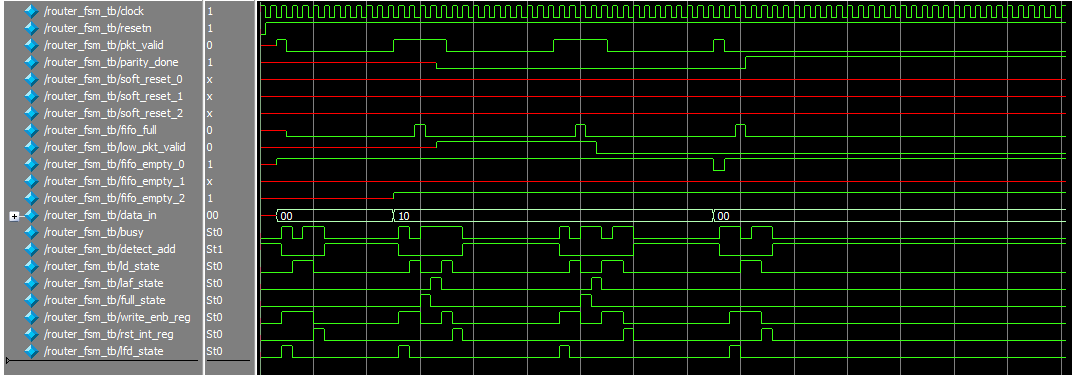 /router_fsm_tb/clock 1
/router_fsm_tb/resetn 1
/router_fsm_tb/pkt_valid 0
/router_fsm_tb/parity_done 1
/router_fsm_tb/soft_reset_0 x
/router_fsm_tb/soft_reset_1 x
/router_fsm_tb/soft_reset_2 x
/router_fsm_tb/fifo_full 0
/router_fsm_tb/low_pkt_valid 0
/router_fsm_tb/fifo_empty_0 1
/router_fsm_tb/fifo_empty_1 x
/router_fsm_tb/fifo_empty_2 1
/router_fsm_tb/data_in 00 00 10 00
/router_fsm_tb/busy St0
/router_fsm_tb/detect_add St1
/router_fsm_tb/ld_state St0
/router_fsm_tb/laf_state St0
/router_fsm_tb/full_state St0
/router_fsm_tb/write_enb_reg St0
/router_fsm_tb/rst_int_reg St0
/router_fsm_tb/lfd_state St0